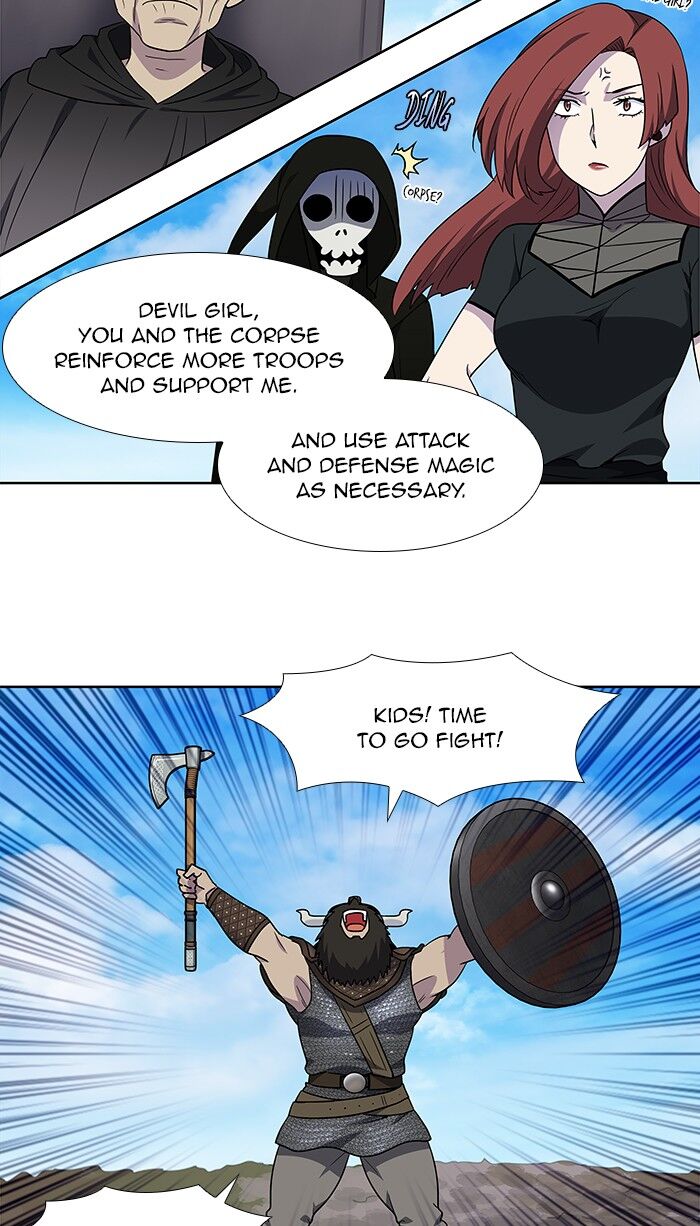 GIRL?
DING
CORPSE?
DEVIL GIRL,
YOU AND THE CORPSE
REINFORCE MORE TROOPS
AND SUPPORT ME.
AND USE ATTACK
AND DEFENSE MAGIC
AS NECESSARY.
KIDS! TIME
TO GO FIGHT!